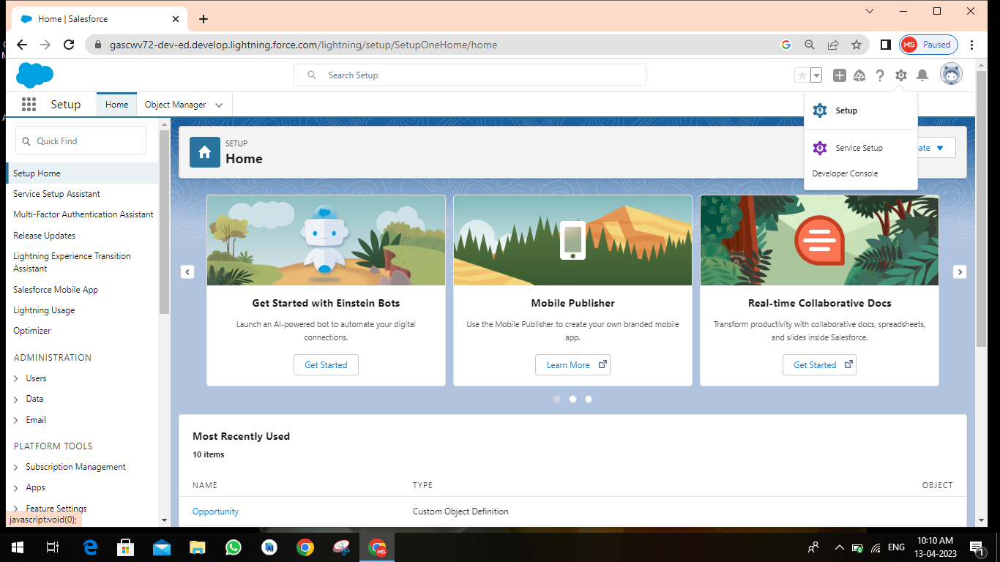 Home | Salesforce
gascwv72-dev-ed.develop.lightning.force.com/lightning/setup/SetupOneHome/home
MS Paused
Search Setup
Setup
Home
Object Manager
Setup
Service Setup
Developer Console
Quick Find
Setup Home
Service Setup Assistant
Multi-Factor Authentication Assistant
Release Updates
Lightning Experience Transition
Assistant
Salesforce Mobile App
Lightning Usage
Optimizer
ADMINISTRATION
Users
Data
Email
PLATFORM TOOLS
Subscription Management
Apps
Feature Settings
javascript:void(0);
SETUP
Home
ate
Get Started with Einstein Bots
Launch an AI-powered bot to automate your digital
connections.
Get Started
Mobile Publisher
Use the Mobile Publisher to create your own branded mobile
app.
Learn More
Real-time Collaborative Docs
Transform productivity with collaborative docs, spreadsheets,
and slides inside Salesforce.
Get Started
Most Recently Used
10 items
NAME TYPE OBJECT
Opportunity Custom Object Definition
MS
ENG
10:10 AM
13-04-2023
1